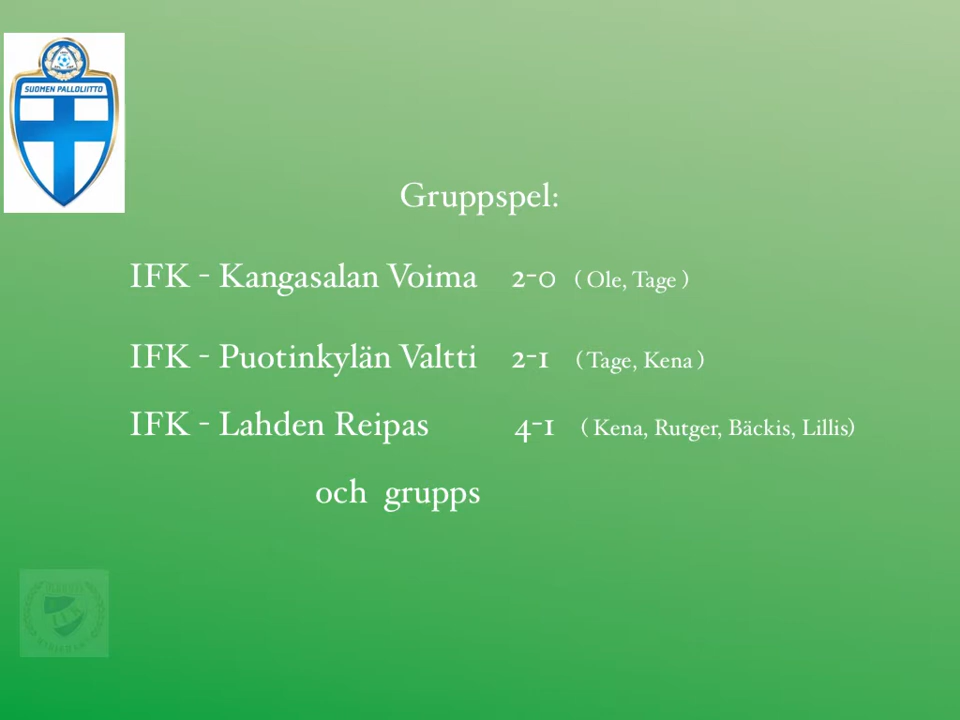 SUOMEN PALLOLIITTO
Gruppspel:
IFK - Kangasalan Voima 2-0 ( Ole, Tage )
IFK - Puotinkylän Valtti 2-1 ( Tage, Kena )
IFK - Lahden Reipas 4-1 ( Kena, Rutger, Bäckis, Lillis)
och grupps